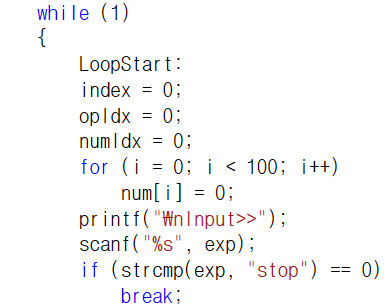 while (1)
{
LoopStart:
index = 0;
opIdx = 0;
numIdx = 0;
for (i = 0; i < 100; i++)
num[i] = 0;
printf("₩nInput>>");
scanf("%s", exp);
if (strcmp(exp, "stop") == 0)
break;